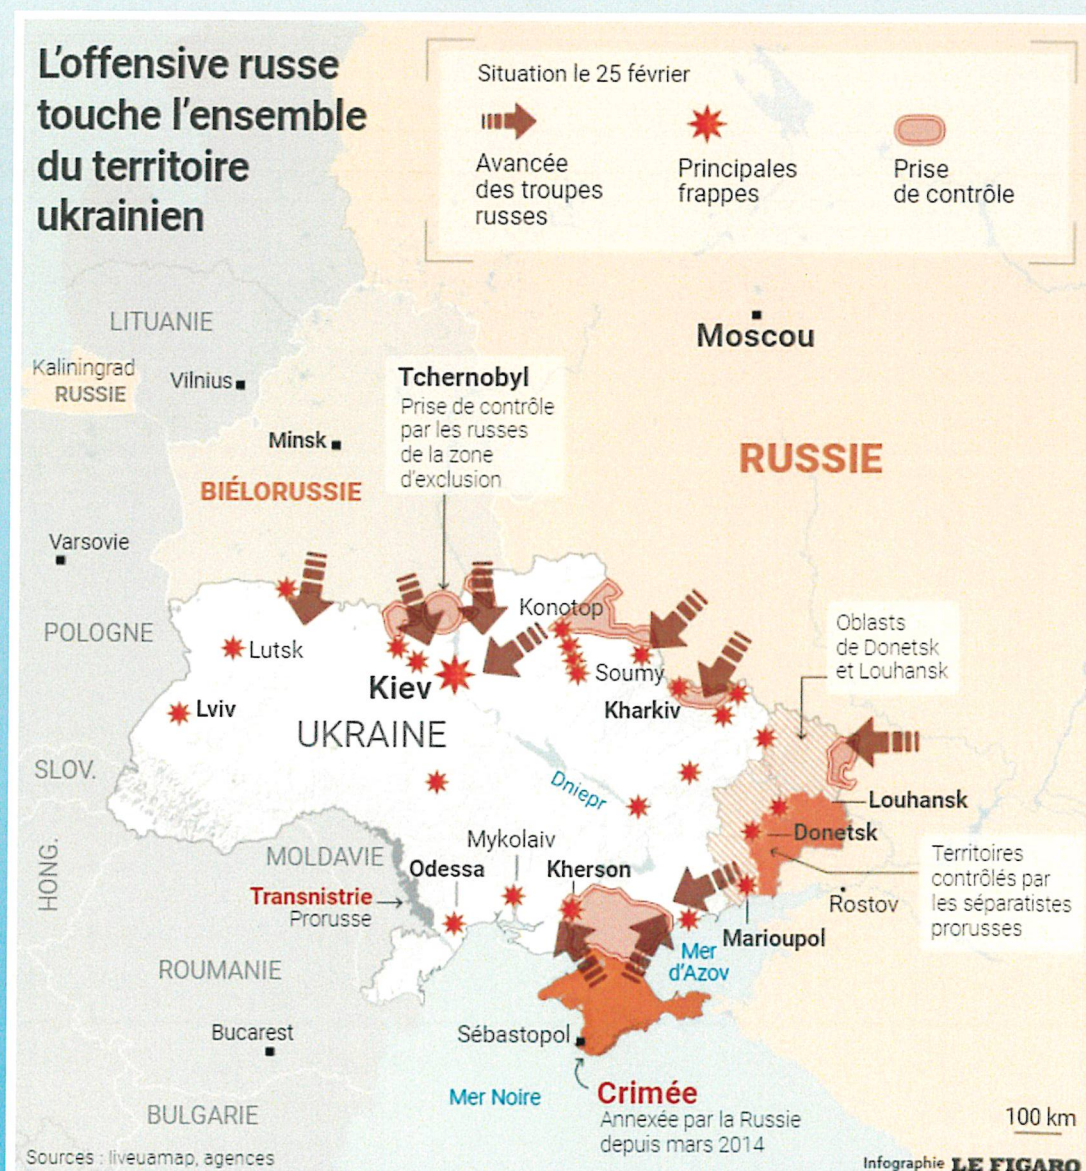 L'offensive russe
touche l'ensemble
du territoire
ukrainien
Situation le 25 février
Avancée
des troupes
russes
Principales
frappes
Prise
de contrôle
LITUANIE
Moscou
Kaliningrad
RUSSIE
Vilnius
Tchernobyl
Prise de contrôle
par les russes
de la zone
d'exclusion
Minsk
RUSSIE
BIÉLORUSSIE
Varsovie
POLOGNE
Konotop
Oblasts
de Donetsk
et Louhansk
Lutsk
Soumy
Kiev
Lviv
Kharkiv
UKRAINE
SLOV.
Dniepr
Louhansk
Donetsk
HONG.
MOLDAVIE
Mykolaiv
Odessa
Kherson
Territoires
contrôlés par
les séparatistes
prorusses
Transnistrie
Prorusse
Rostov
Marioupol
Mer
d'Azov
ROUMANIE
Bucarest
Sébastopol
Mer Noire
Crimée
Annexée par la Russie
depuis mars 2014
BULGARIE
100 km
Sources : liveuamap, agences
Infographie LE FIGARO